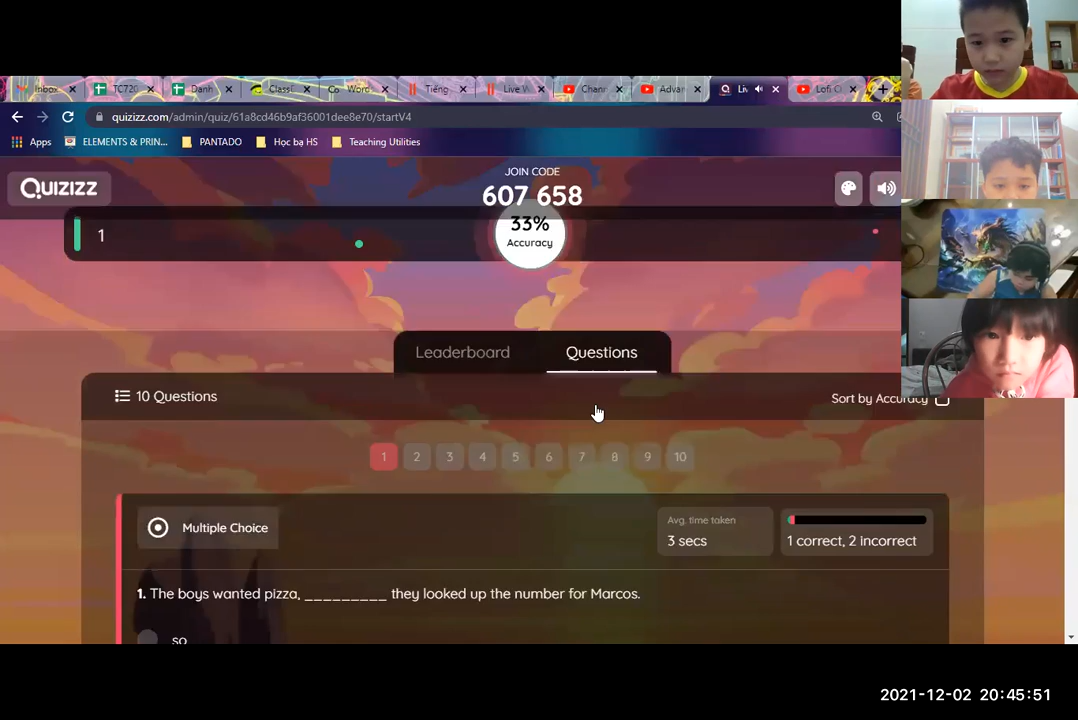 Inbox
TC720
Danh
ClassI
Word
Tiếng
Live W
Chann
Advar
Liv
Lofi
quizizz.com/admin/quiz/61a8cd46b9af36001dee8e70/startV4
Apps
ELEMENTS & PRIN...
PANTADO
Học bạ HS
Teaching Utilities
QUIZIZZ
JOIN CODE
607 658
1
33%
Accuracy
Leaderboard
Questions
10 Questions
Sort by Accuracy
1 2 3 4 5 6 7 8 9 10
Multiple Choice
Avg. time taken
3 secs
1 correct, 2 incorrect
1. The boys wanted pizza, _________ they looked up the number for Marcos.
so
2021-12-02 20:45:51